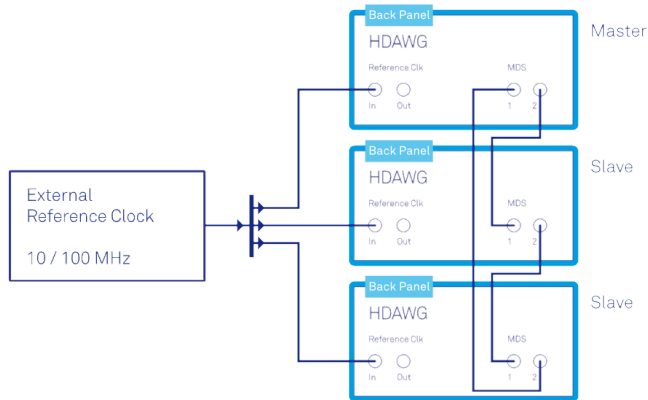 Back Panel
Master
HDAWG
Reference Clk
MDS
In
Out
1
2
Back Panel
Slave
HDAWG
Reference Clk
MDS
In
Out
1
2
External
Reference Clock
10 / 100 MHz
Back Panel
Slave
HDAWG
Reference Clk
MDS
In
Out
1
2